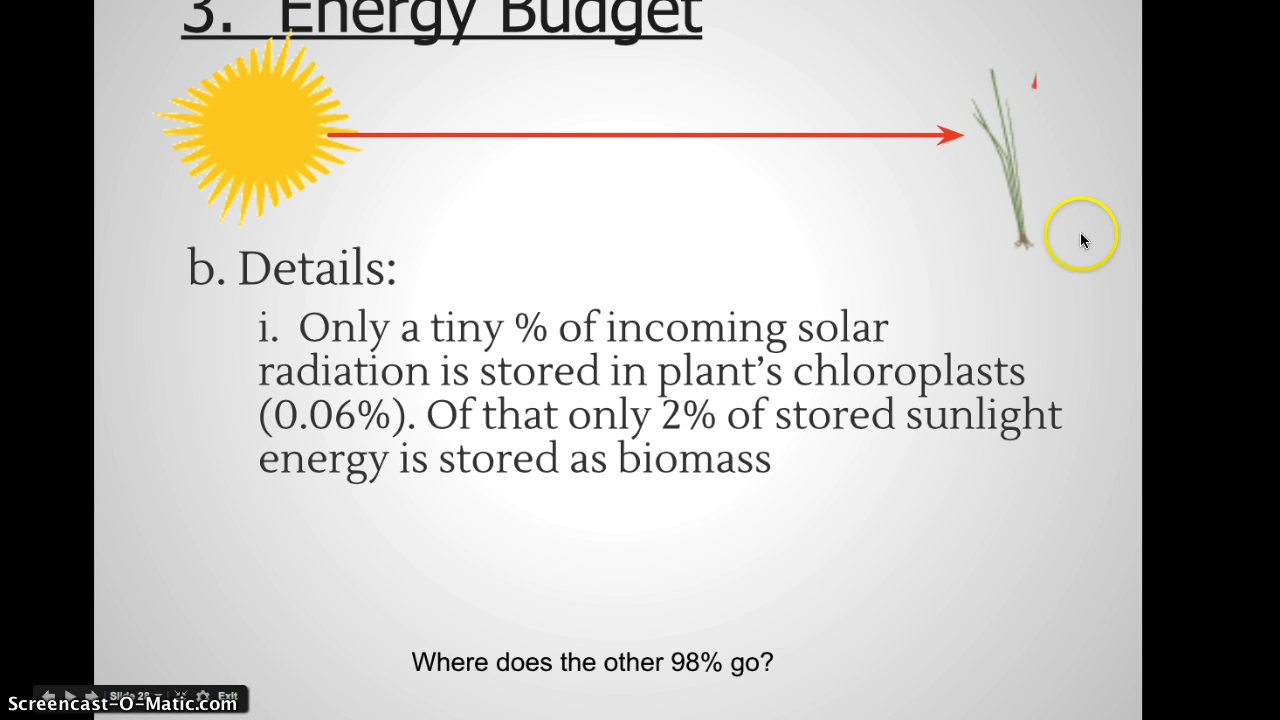 3. Energy Budget
b. Details:
i. Only a tiny % of incoming solar
radiation is stored in plant’s chloroplasts
(0.06%). Of that only 2% of stored sunlight
energy is stored as biomass
Where does the other 98% go?
Slide 28 Exit
Screencast-O-Matic.com